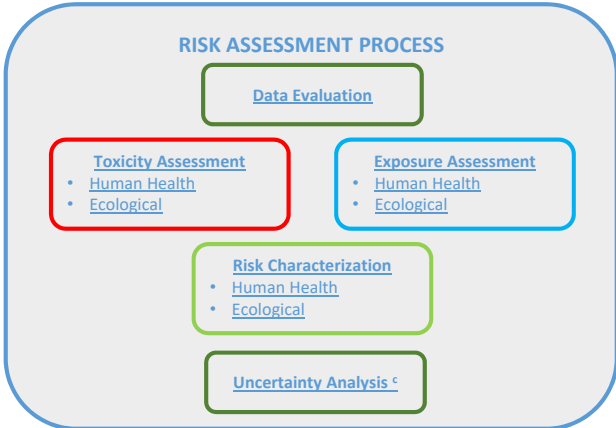 RISK ASSESSMENT PROCESS
Data Evaluation
Toxicity Assessment
• Human Health
• Ecological
Exposure Assessment
• Human Health
• Ecological
Risk Characterization
• Human Health
• Ecological
Uncertainty Analysis c